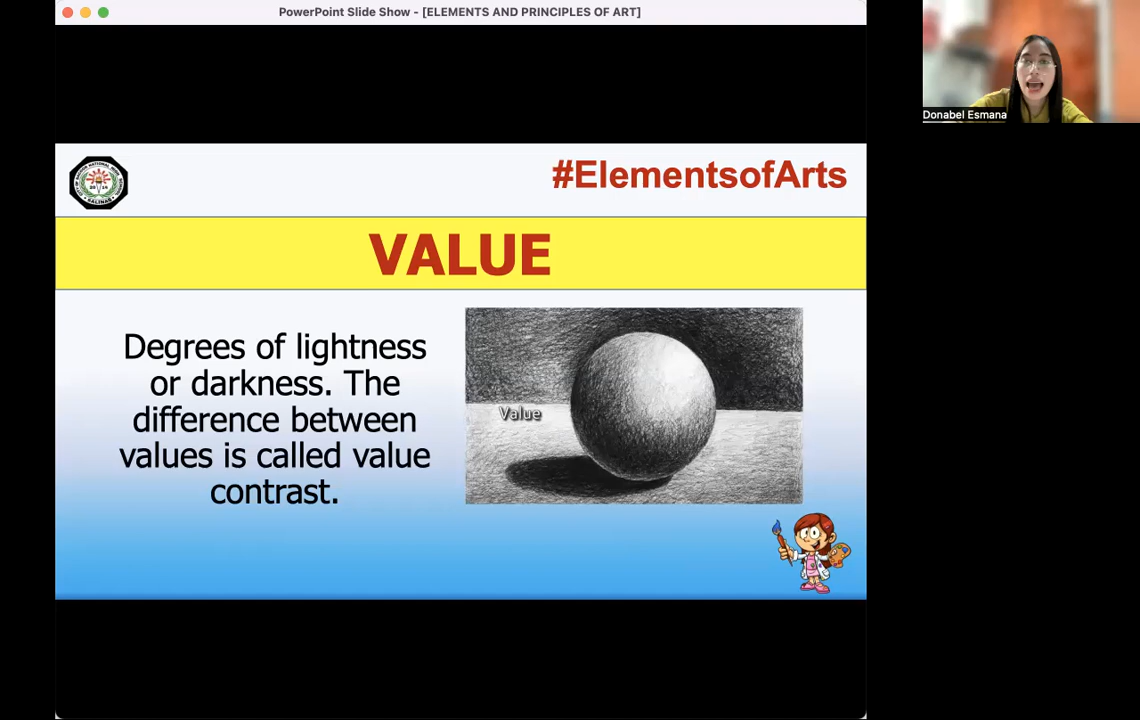 PowerPoint Slide Show - [ELEMENTS AND PRINCIPLES OF ART]
Donabel Esmana
#ElementsofArts
VALUE
Degrees of lightness
or darkness. The
difference between
values is called value
contrast.
Value